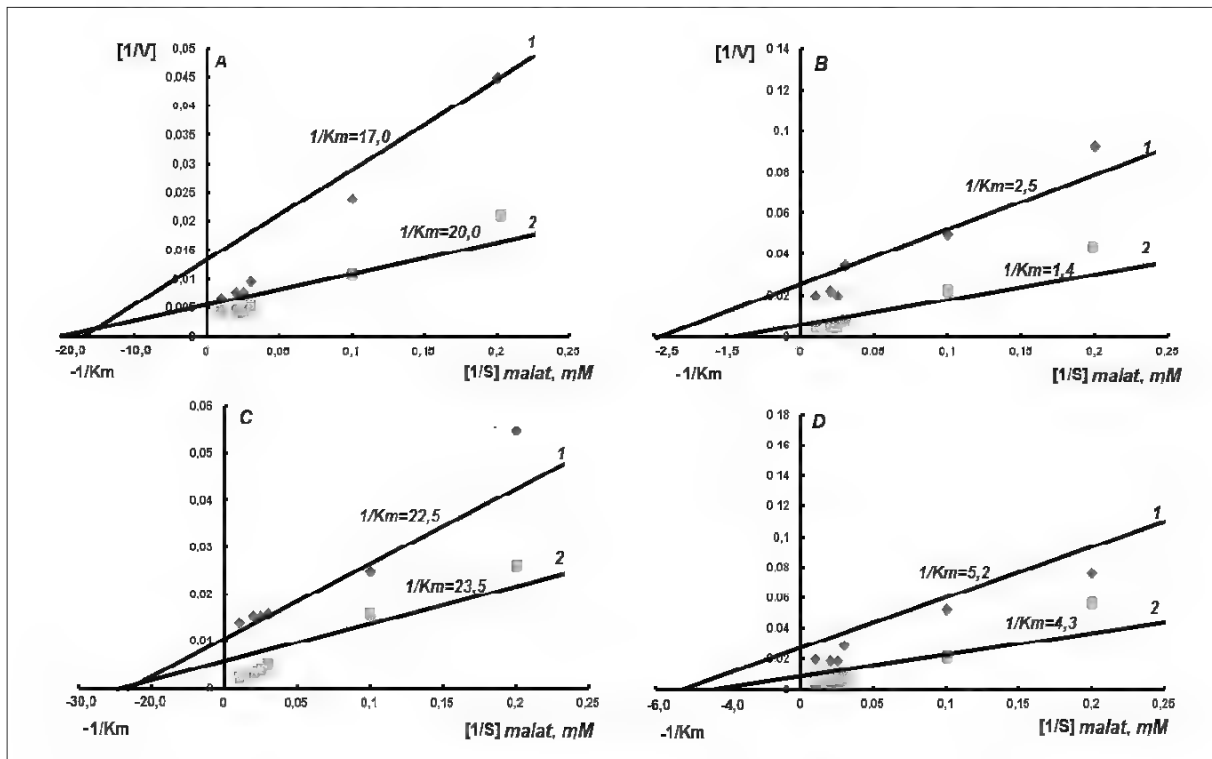 [1/V]
0,05
A
1
0,045
0,04
0,035
1/Km=17,0
0,03
0,025
0,02
2
0,015
1/Km=20,0
0,01
0,005
0
-20,0 -10,0 0 0,05 0,1 0,15 0,2 0,25
-1/Km
[1/S] malat, mM
[1/V]
0,14
B
0,12
0,1
1
0,08
1/Km=2,5
0,06
2
0,04
1/Km=1,4
0,02
0
-2,5 -1,5 0 0,05 0,1 0,15 0,2 0,25
-1/Km
[1/S] malat, mM
0,06
C
0,05
1
0,04
1/Km=22,5
0,03
2
0,02
1/Km=23,5
0,01
0
-30,0 -20,0 0 0,05 0,1 0,15 0,2 0,25
-1/Km
[1/S] malat, mM
0,18
D
0,16
0,14
0,12
1
0,1
0,08
1/Km=5,2
0,06
2
0,04
1/Km=4,3
0,02
0
-6,0 -4,0 0 0,05 0,1 0,15 0,2 0,25
-1/Km
[1/S] malat, mM